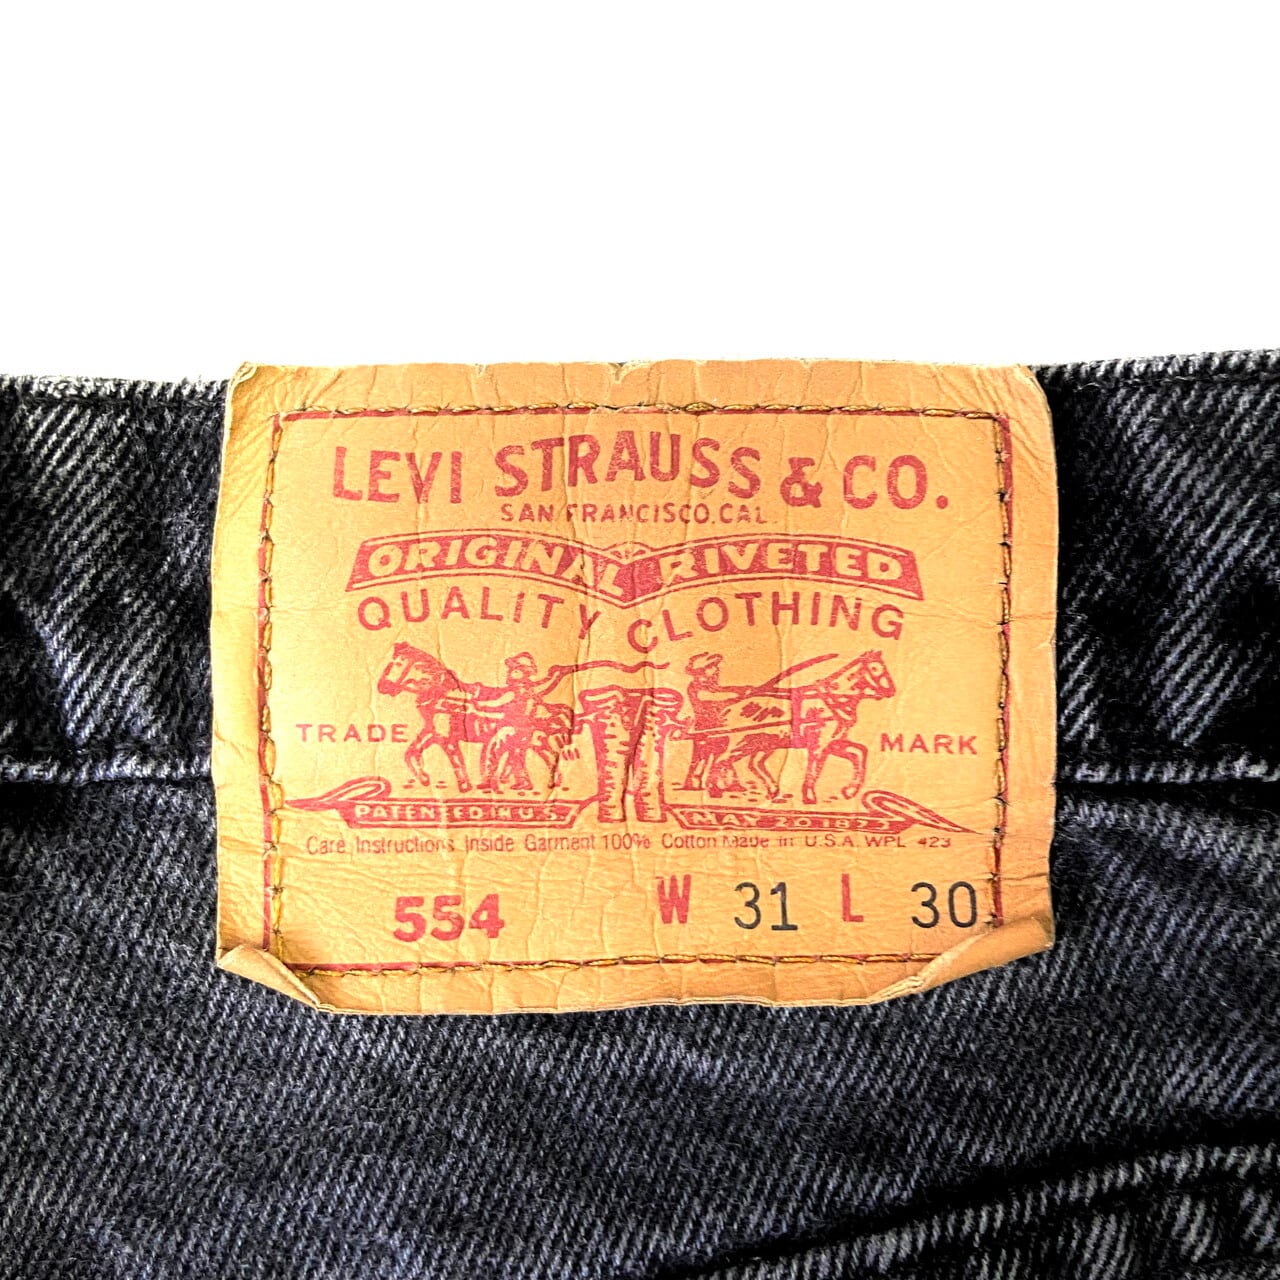 LEVI STRAUSS & CO.
SAN FRANCISCO, CAL.
ORIGINAL RIVETED
QUALITY CLOTHING
TRADE MARK
PATENTED IN U.S. MAY 20 1873
Care Instructions Inside Garment 100% Cotton Made in U.S.A. WPL 423
554 W 31 L 30